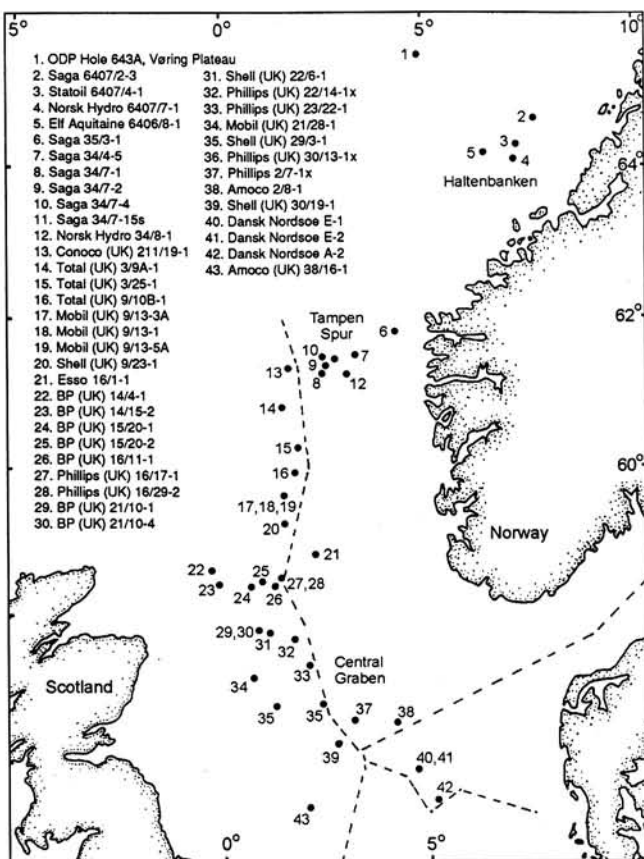 5° 0° 5° 10°
1. ODP Hole 643A, Vøring Plateau
2. Saga 6407/2-3
3. Statoil 6407/4-1
4. Norsk Hydro 6407/7-1
5. Elf Aquitaine 6406/8-1
6. Saga 35/3-1
7. Saga 34/4-5
8. Saga 34/7-1
9. Saga 34/7-2
10. Saga 34/7-4
11. Saga 34/7-15s
12. Norsk Hydro 34/8-1
13. Conoco (UK) 211/19-1
14. Total (UK) 3/9A-1
15. Total (UK) 3/25-1
16. Total (UK) 9/10B-1
17. Mobil (UK) 9/13-3A
18. Mobil (UK) 9/13-1
19. Mobil (UK) 9/13-5A
20. Shell (UK) 9/23-1
21. Esso 16/1-1
22. BP (UK) 14/4-1
23. BP (UK) 14/15-2
24. BP (UK) 15/20-1
25. BP (UK) 15/20-2
26. BP (UK) 16/11-1
27. Phillips (UK) 16/17-1
28. Phillips (UK) 16/29-2
29. BP (UK) 21/10-1
30. BP (UK) 21/10-4
31. Shell (UK) 22/6-1
32. Phillips (UK) 22/14-1x
33. Phillips (UK) 23/22-1
34. Mobil (UK) 21/28-1
35. Shell (UK) 29/3-1
36. Phillips (UK) 30/13-1x
37. Phillips 2/7-1x
38. Amoco 2/8-1
39. Shell (UK) 30/19-1
40. Dansk Nordsoe E-1
41. Dansk Nordsoe E-2
42. Dansk Nordsoe A-2
43. Amoco (UK) 38/16-1
1
2
3
5
4
64°
Haltenbanken
62°
Tampen
Spur
6
10
7
9
13
8
12
14
15
60°
16
17,18,19
20
Norway
21
22
25
27, 28
23
24
26
29,30
31
32
Central
Graben
33
Scotland
34
35
35
37
38
39
40,41
42
43
0° 5°